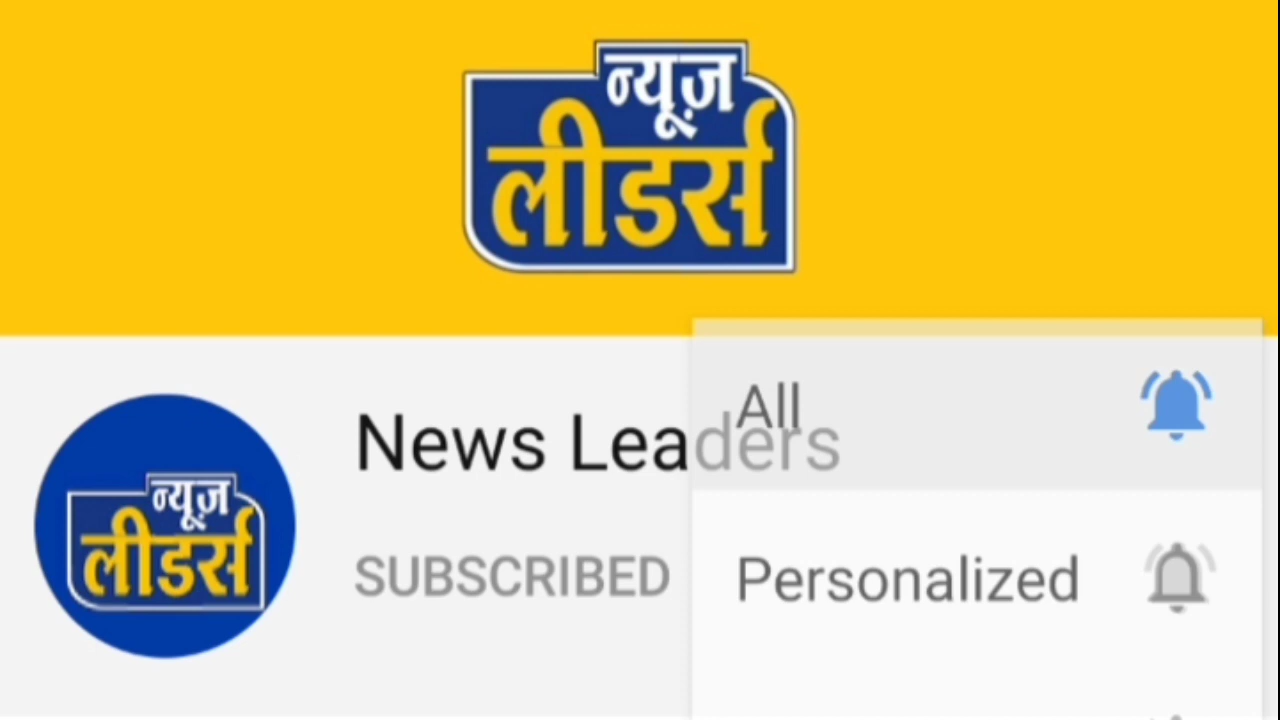 न्यूज़
लीडर्स
All
News Leaders
न्यूज़
लीडर्स
SUBSCRIBED
Personalized